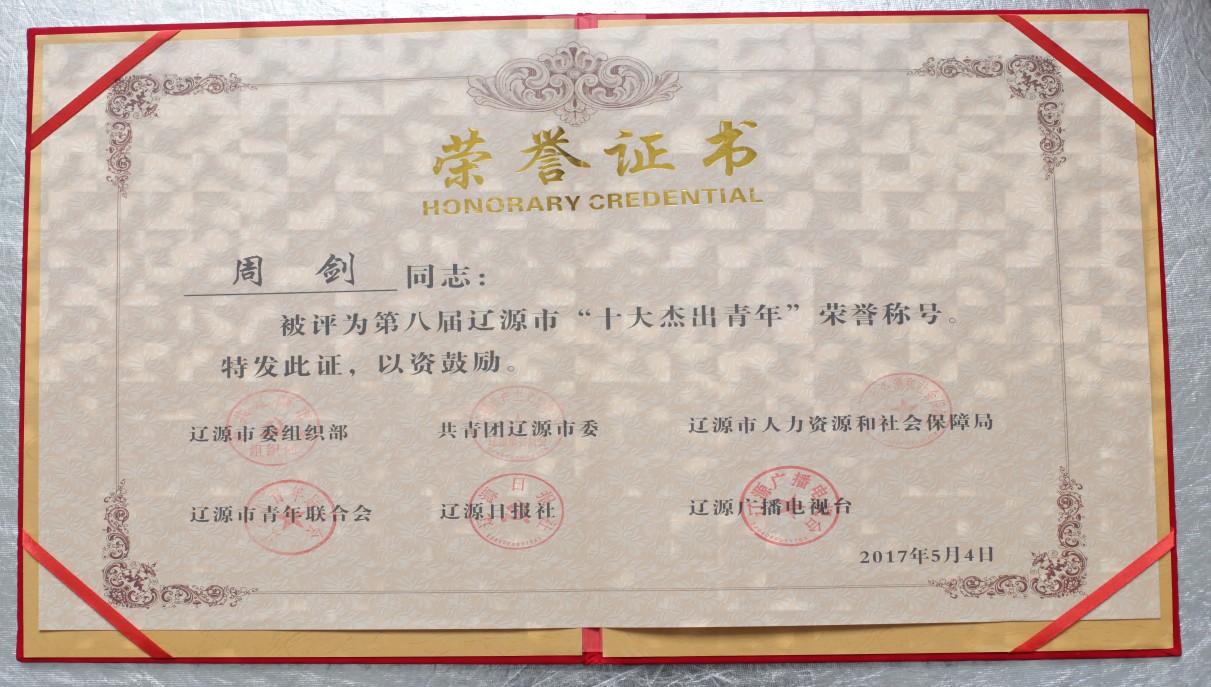 荣誉证书
HONORARY CREDENTIAL
周 剑 同志：
被评为第八届辽源市“十大杰出青年”荣誉称号。
特发此证，以资鼓励。
辽源市委组织部 共青团辽源市委 辽源市人力资源和社会保障局
辽源市青年联合会 辽源日报社 辽源广播电视台
2017年5月4日